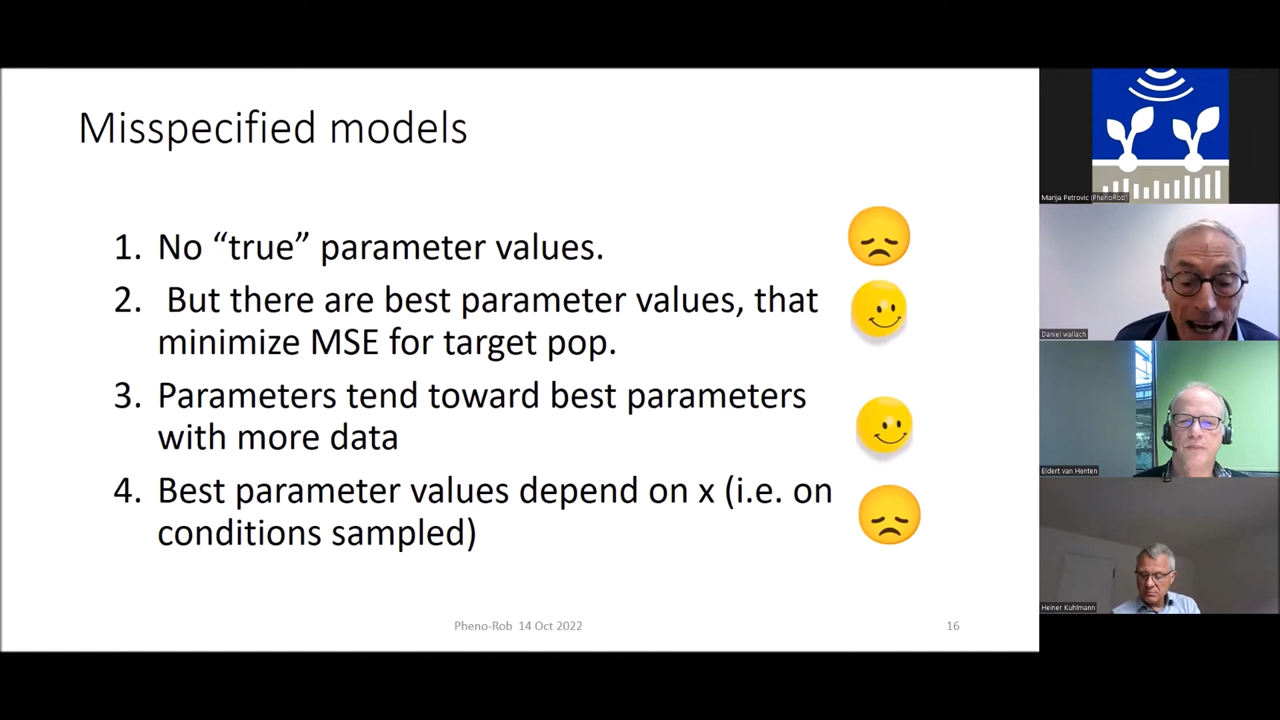 Misspecified models
1. No “true” parameter values.
2. But there are best parameter values, that
minimize MSE for target pop.
3. Parameters tend toward best parameters
with more data
4. Best parameter values depend on x (i.e. on
conditions sampled)
Pheno-Rob 14 Oct 2022
16
Marija Petrovic (PhenoRob)
Daniel wallach
Eldert van Henten
Heiner Kuhlmann